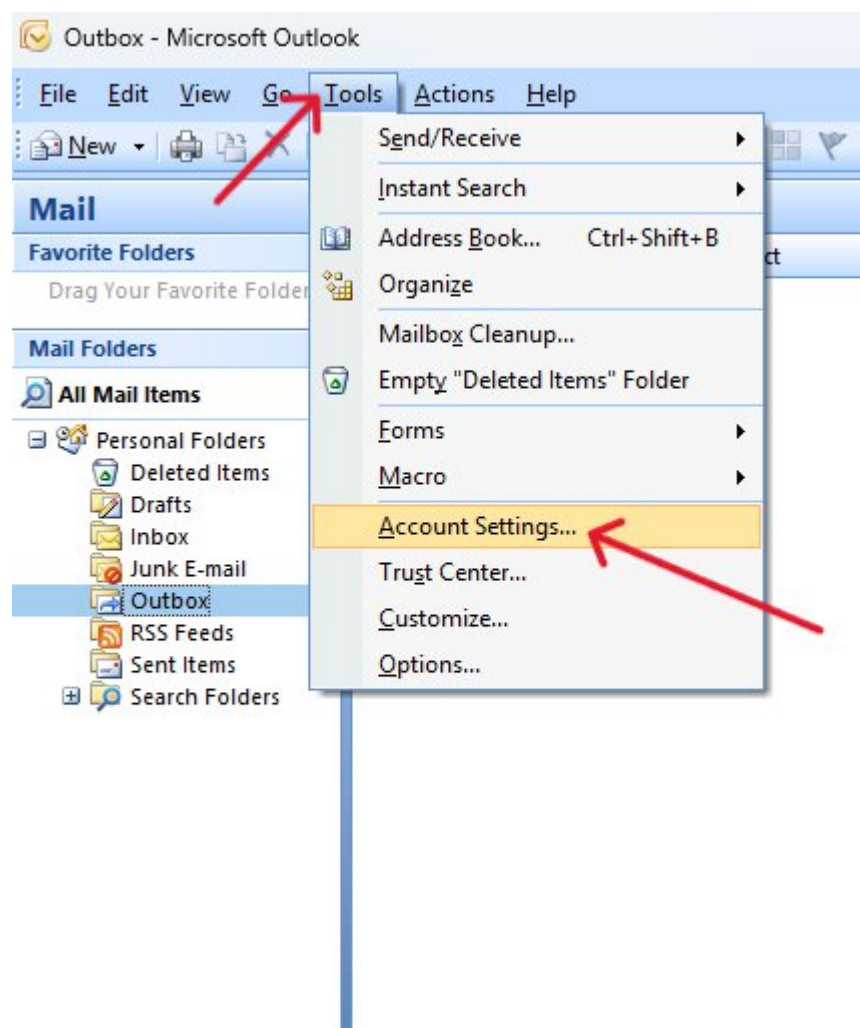 Outbox - Microsoft Outlook
File Edit View Go Tools Actions Help
New
Mail
Favorite Folders
Drag Your Favorite Folder
Mail Folders
All Mail Items
Personal Folders
Deleted Items
Drafts
Inbox
Junk E-mail
Outbox
RSS Feeds
Sent Items
Search Folders
Send/Receive
Instant Search
Address Book... Ctrl+Shift+B
Organize
Mailbox Cleanup...
Empty "Deleted Items" Folder
Forms
Macro
Account Settings...
Trust Center...
Customize...
Options...
ct